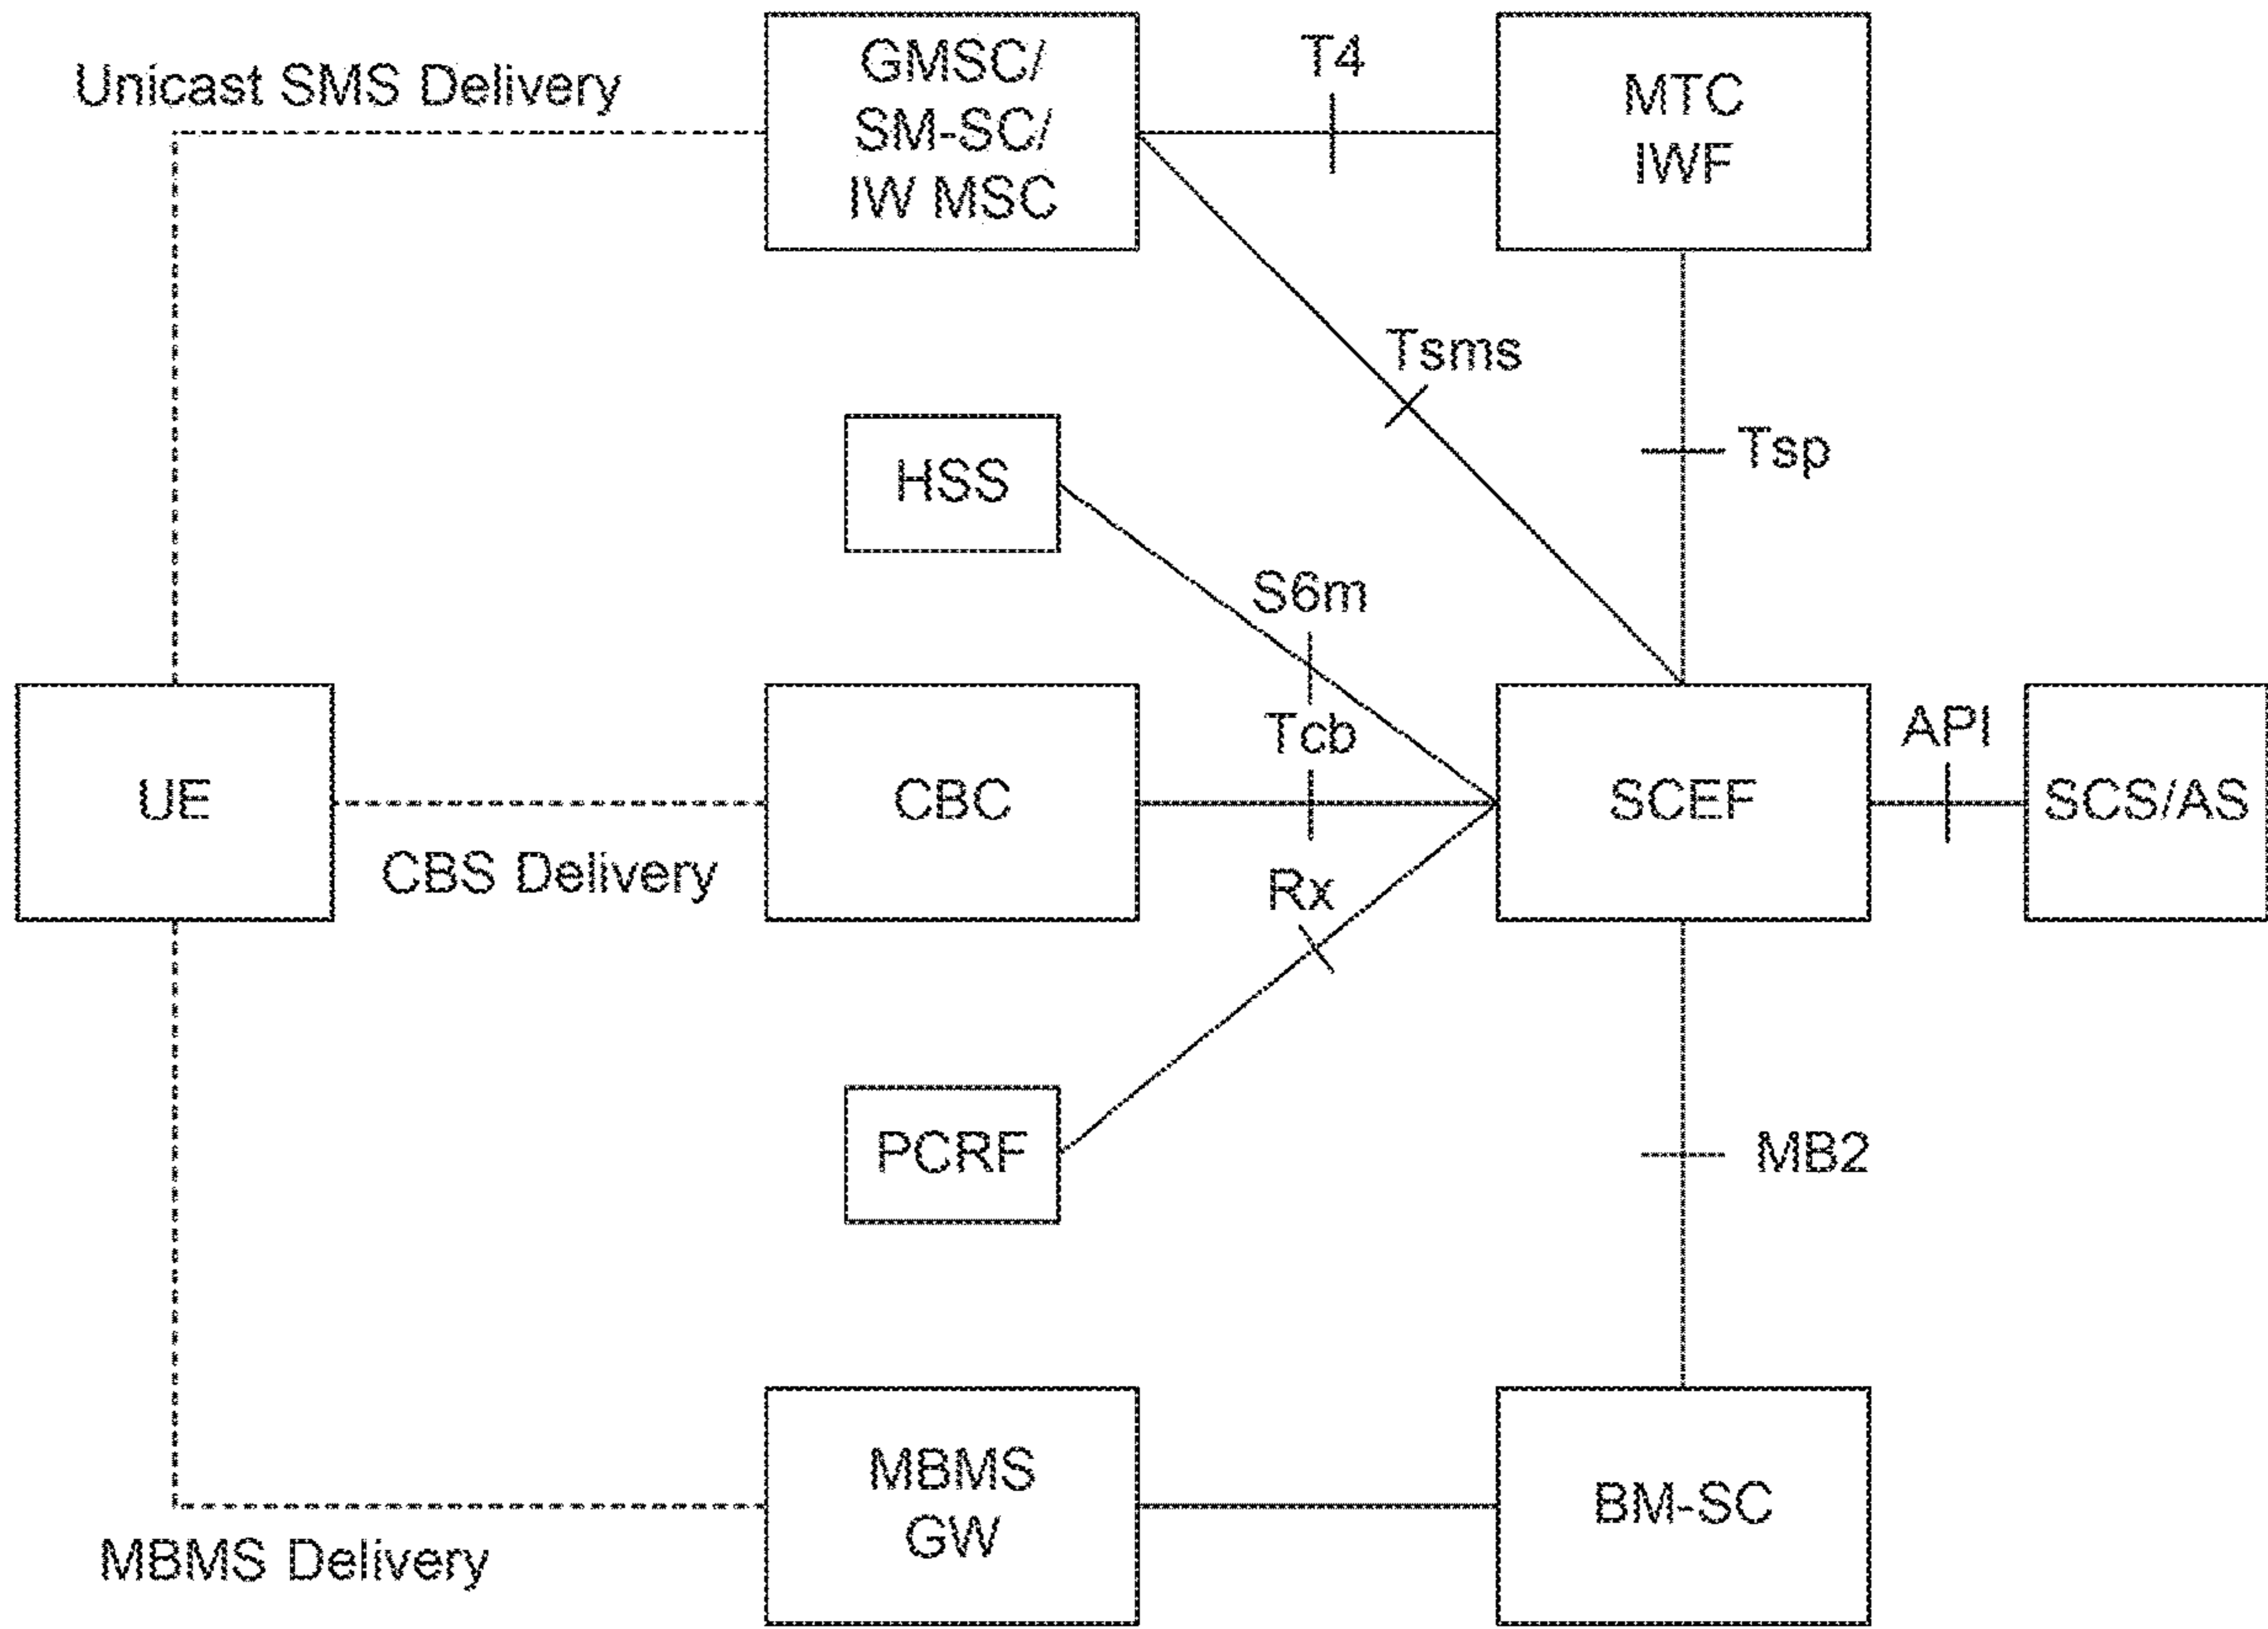 Unicast SMS Delivery
GMSC/
SM-SC/
IW MSC
T4
MTC
IWF
Tsms
Tsp
HSS
S6m
Tcb
API
UE
CBC
SCEF
SCS/AS
CBS Delivery
Rx
PCRF
MB2
MBMS
GW
BM-SC
MBMS Delivery